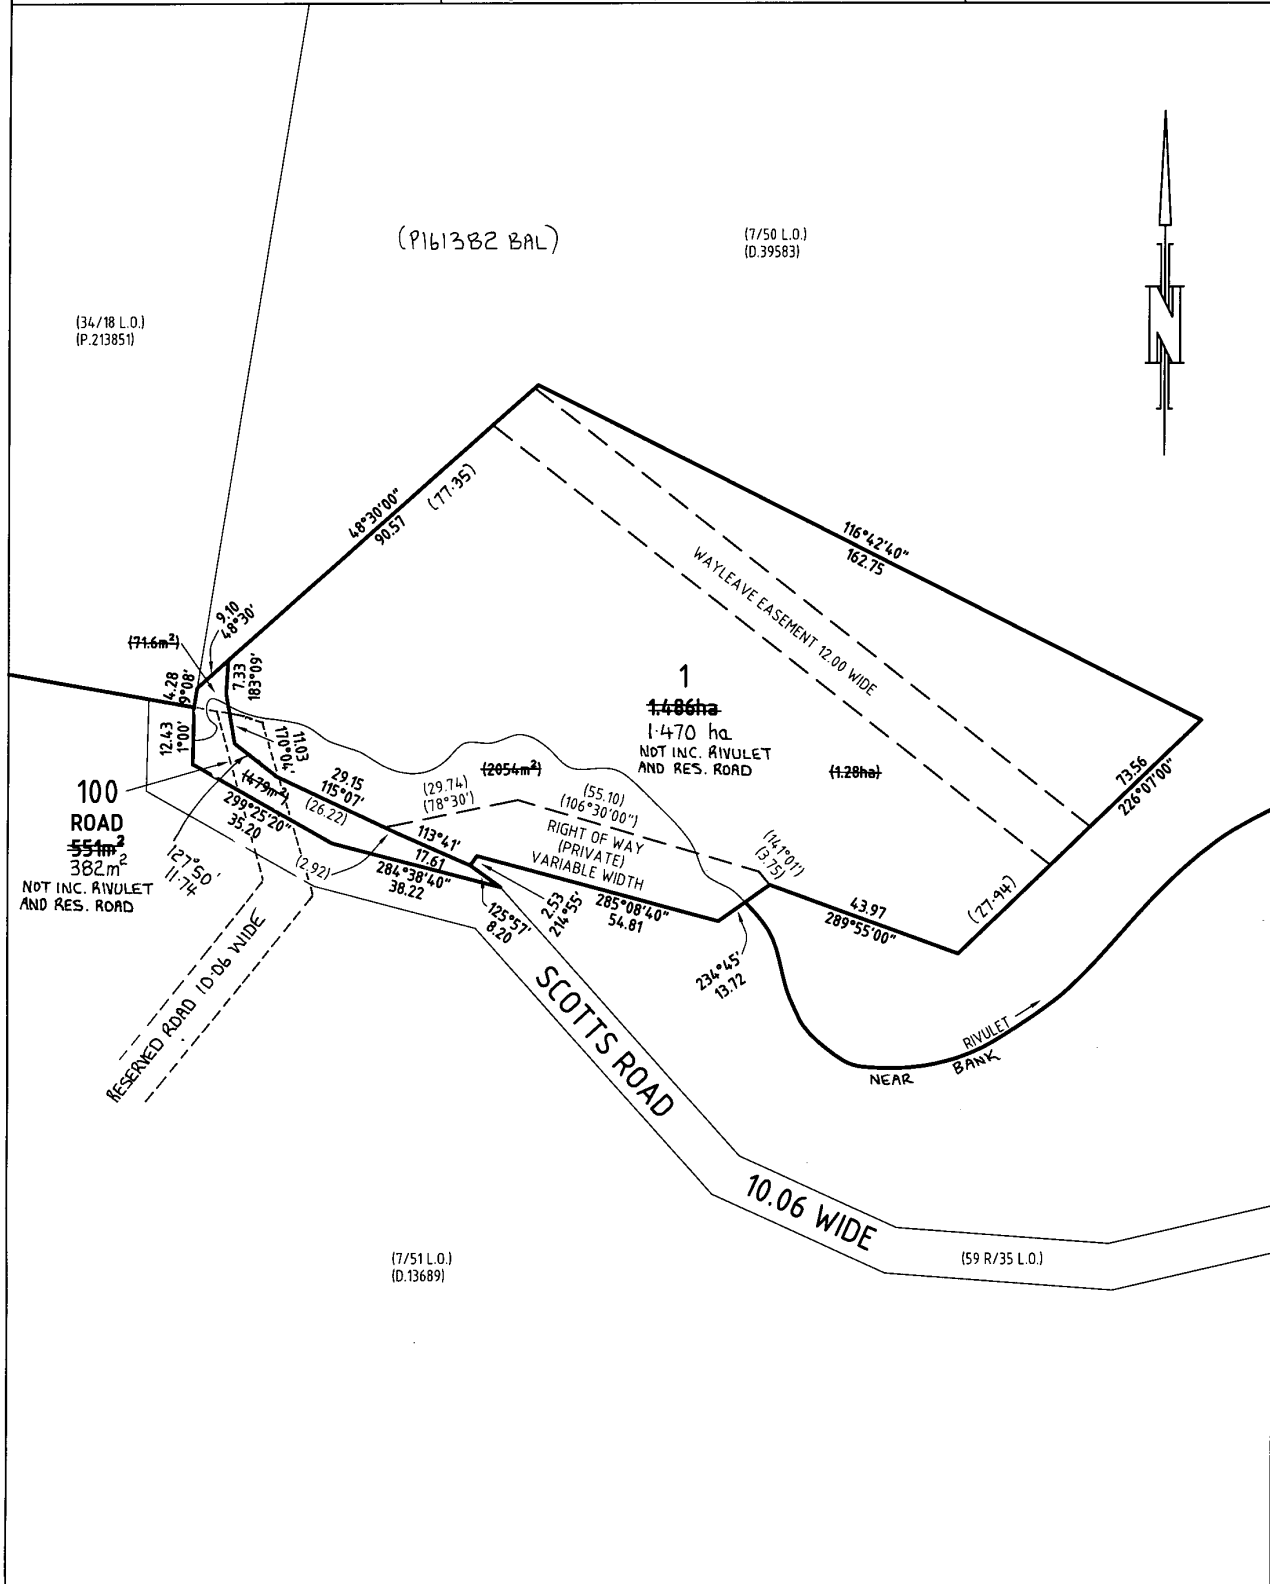 (P161382 BAL)
(7/50 L.O.)
(D.39583)
(34/18 L.O.)
(P.213851)
N
48°30'00"
90.57
(77.35)
116°42'40"
162.75
WAYLEAVE EASEMENT 12.00 WIDE
9.10
48°30'
(71.6m²)
4.28
9°08'
7.33
183°09'
1
1.486ha
1.470 ha
NOT INC. RIVULET
AND RES. ROAD
12.43
1°00'
11.03
170°04'
(2054m²)
(1.28ha)
73.56
226°07'00"
100
ROAD
551m²
382m²
NOT INC. RIVULET
AND RES. ROAD
(479m²)
29.15
115°07'
(26.22)
(29.74)
(78°30')
(55.10)
(106°30'00")
RIGHT OF WAY
(PRIVATE)
VARIABLE WIDTH
(141°01')
(3.75)
299°25'20"
35.20
127°50'
11.74
(2.92)
113°41'
17.61
284°38'40"
38.22
125°57'
8.20
2.53
214°55'
285°08'40"
54.81
43.97
289°55'00"
(27.94)
234°45'
13.72
RESERVED ROAD 10.06 WIDE
SCOTTS ROAD
RIVULET
NEAR BANK
10.06 WIDE
(7/51 L.O.)
(D.13689)
(59 R/35 L.O.)